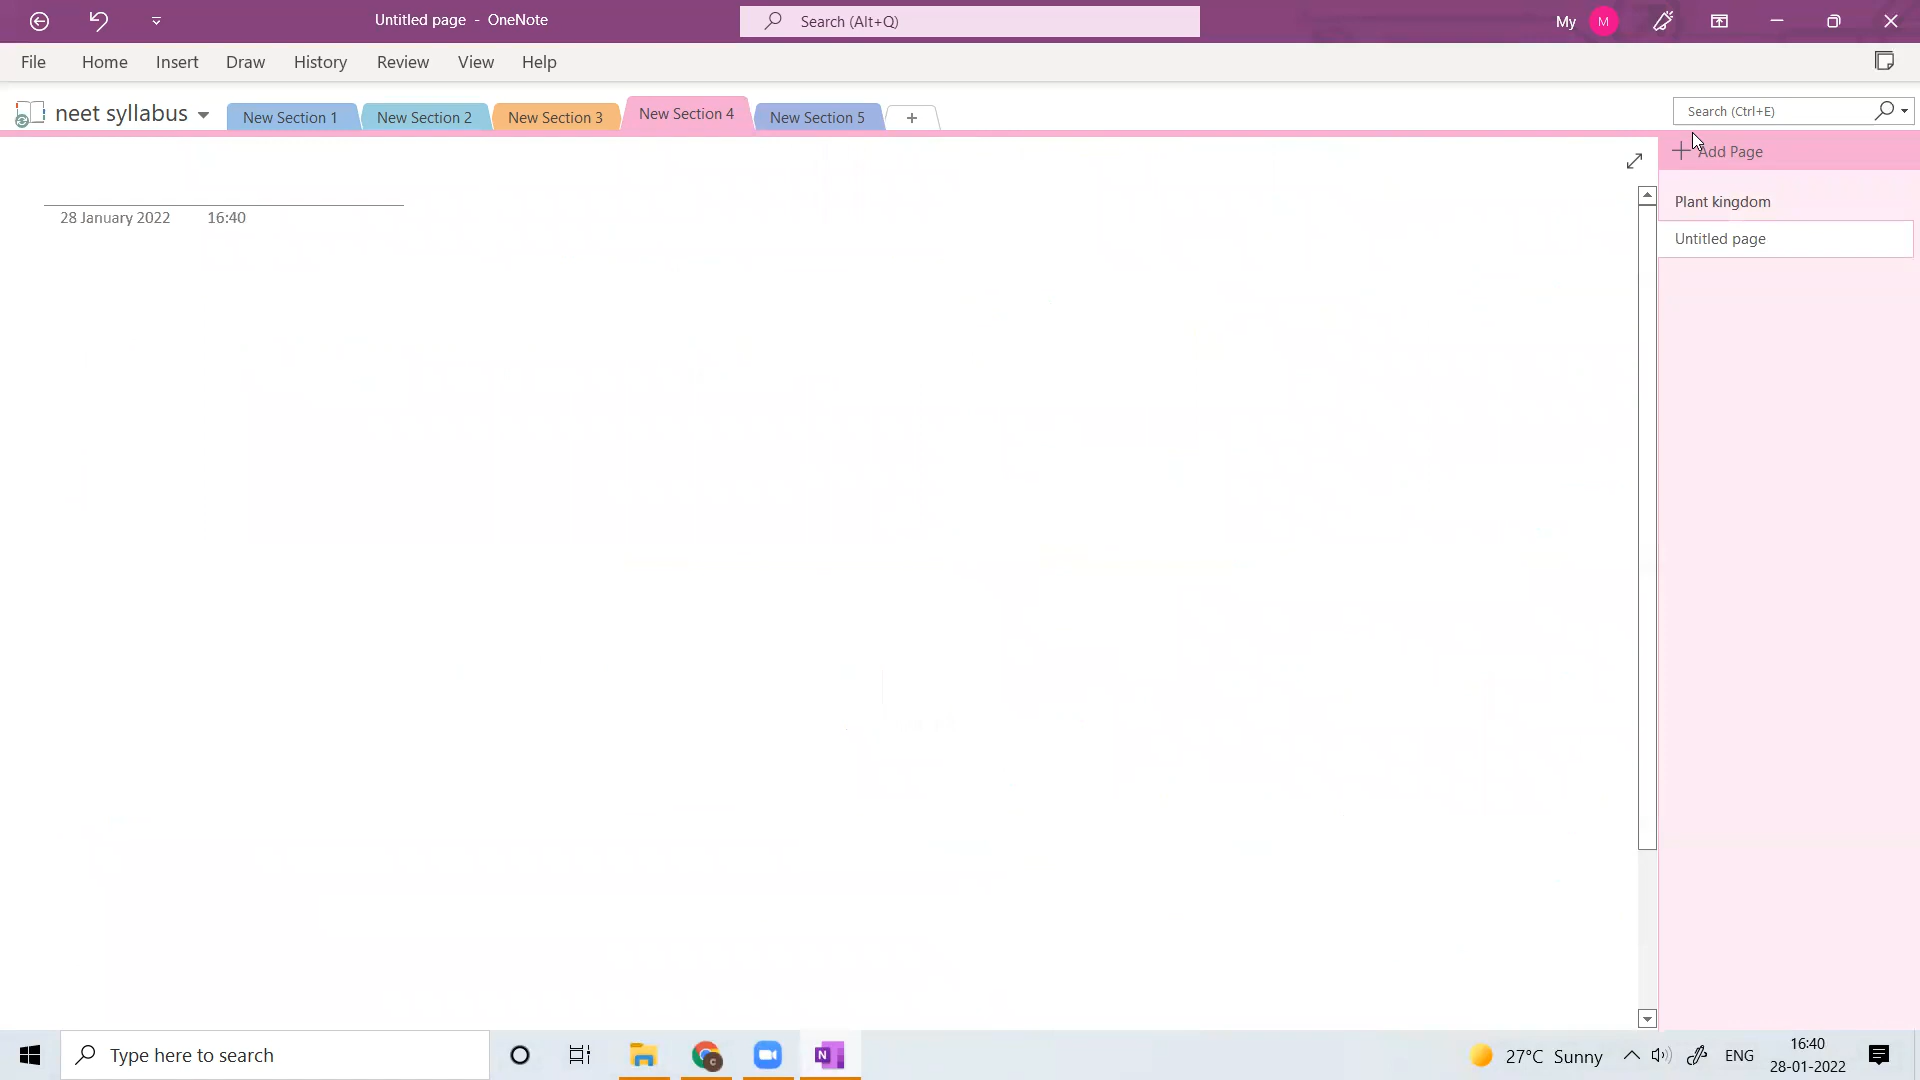 Untitled page - OneNote
Search (Alt+Q)
My M
File Home Insert Draw History Review View Help
neet syllabus New Section 1 New Section 2 New Section 3 New Section 4 New Section 5 +
Search (Ctrl+E)
Add Page
Plant kingdom
Untitled page
28 January 2022 16:40
Type here to search
C
N
27°C Sunny
ENG
16:40
28-01-2022